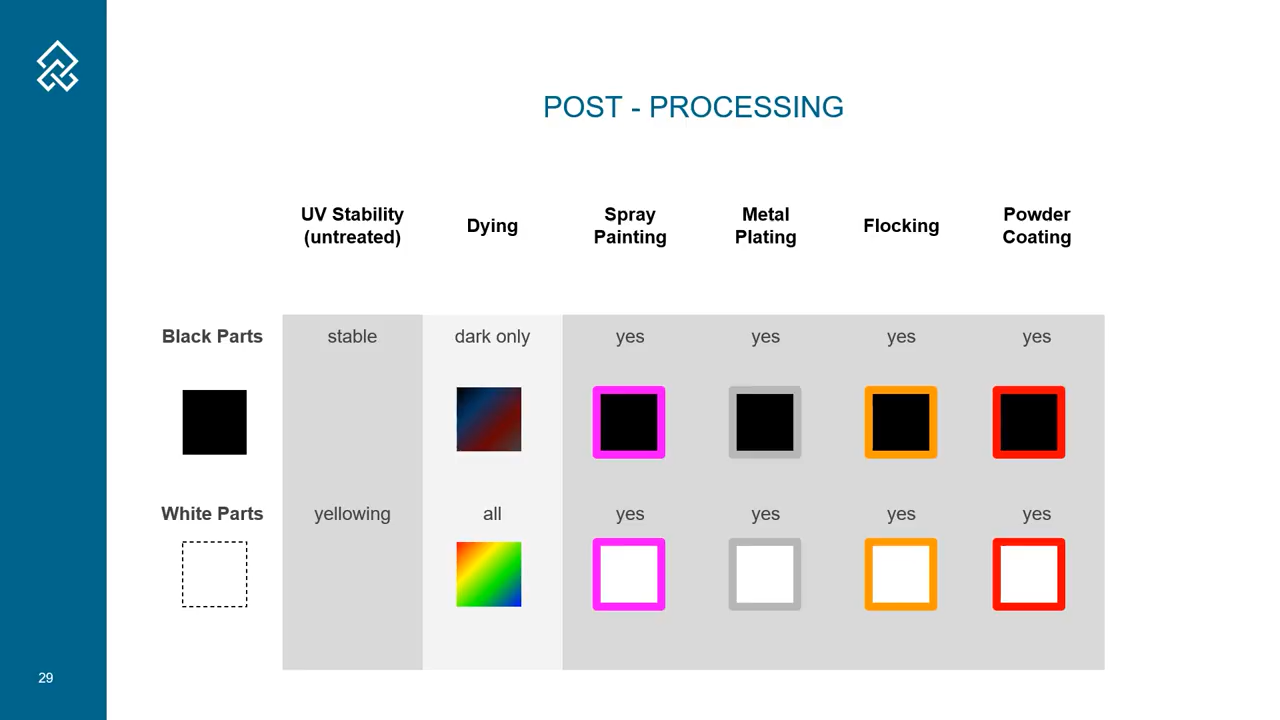 POST - PROCESSING
UV Stability
(untreated)
Dying
Spray
Painting
Metal
Plating
Flocking
Powder
Coating
Black Parts
stable
dark only
yes
yes
yes
yes
White Parts
yellowing
all
yes
yes
yes
yes
29